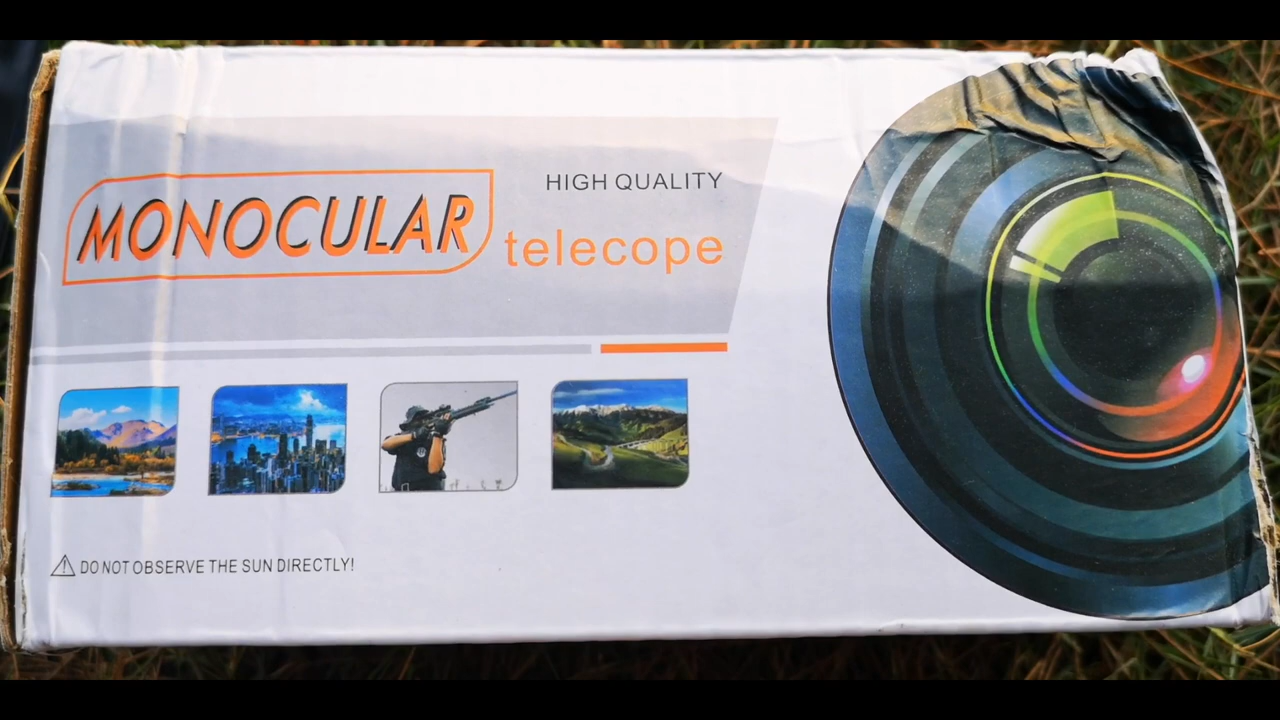 HIGH QUALITY
MONOCULAR
telecope
DO NOT OBSERVE THE SUN DIRECTLY!